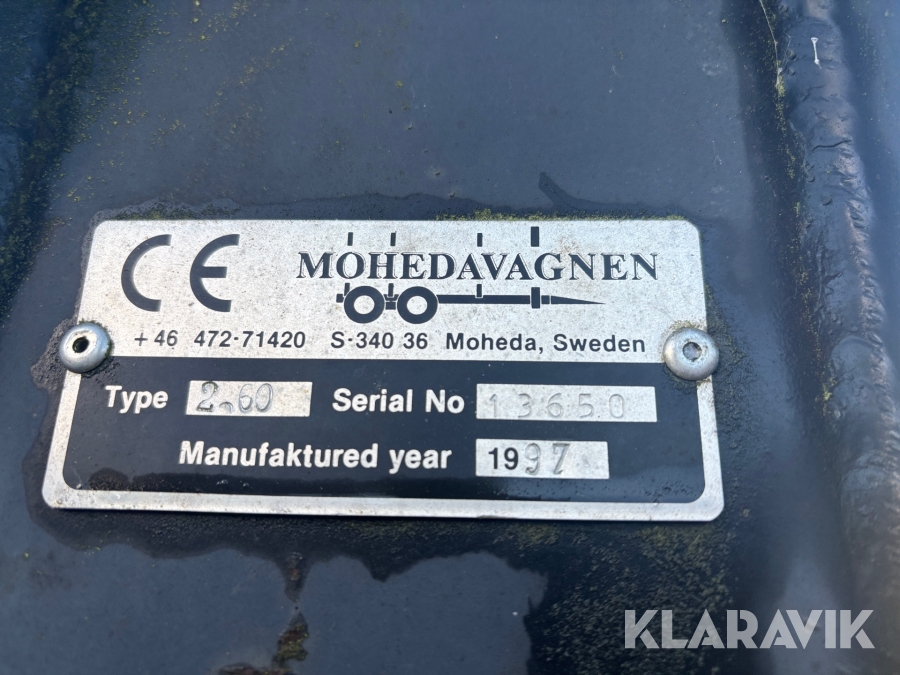 CE MOHEDAVAGNEN
+46 472-71420 S-340 36 Moheda, Sweden
Type 2.60 Serial No 13650
Manufaktured year 1997
KLARAVIK